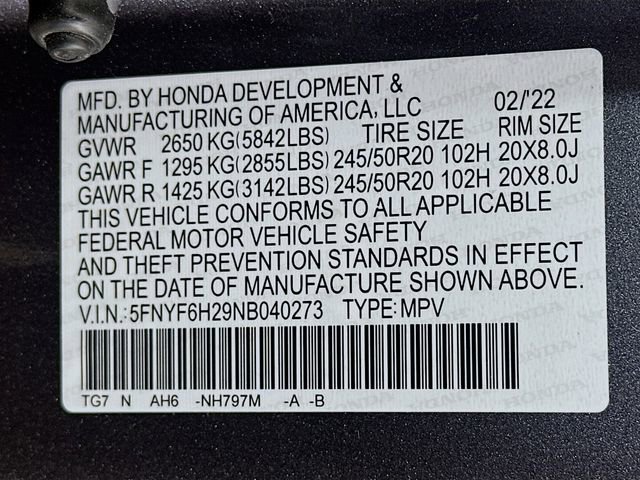 MFD. BY HONDA DEVELOPMENT &
MANUFACTURING OF AMERICA, LLC 02/'22
GVWR 2650 KG(5842LBS) TIRE SIZE RIM SIZE
GAWR F 1295 KG(2855LBS) 245/50R20 102H 20X8.0J
GAWR R 1425 KG(3142LBS) 245/50R20 102H 20X8.0J
THIS VEHICLE CONFORMS TO ALL APPLICABLE
FEDERAL MOTOR VEHICLE SAFETY
AND THEFT PREVENTION STANDARDS IN EFFECT
ON THE DATE OF MANUFACTURE SHOWN ABOVE.
V.I.N.:5FNYF6H29NB040273 TYPE:MPV
TG7 N AH6 -NH797M -A -B